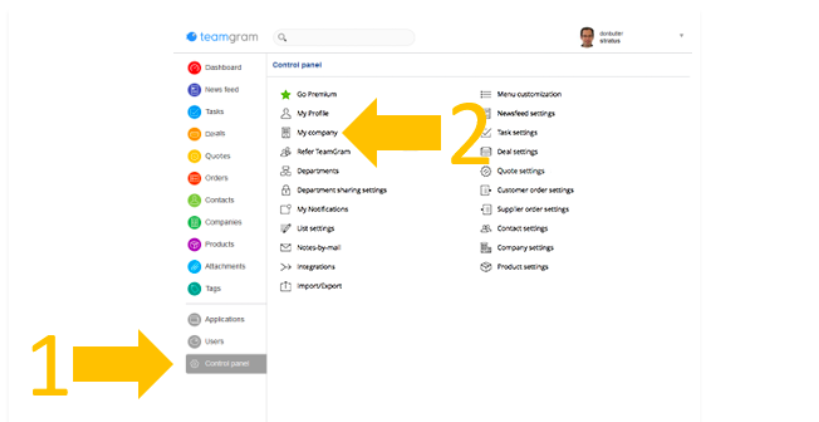 teamgram
donbutler
stratus
Dashboard
News feed
Tasks
Deals
Quotes
Orders
Contacts
Companies
Products
Attachments
Tags
Applications
Users
Control panel
Control panel
Go Premium
My Profile
My company
Refer TeamGram
Departments
Department sharing settings
My Notifications
List settings
Notes-by-mail
Integrations
Import/Export
Menu customization
Newsfeed settings
Task settings
Deal settings
Quote settings
Customer order settings
Supplier order settings
Contact settings
Company settings
Product settings
1
2